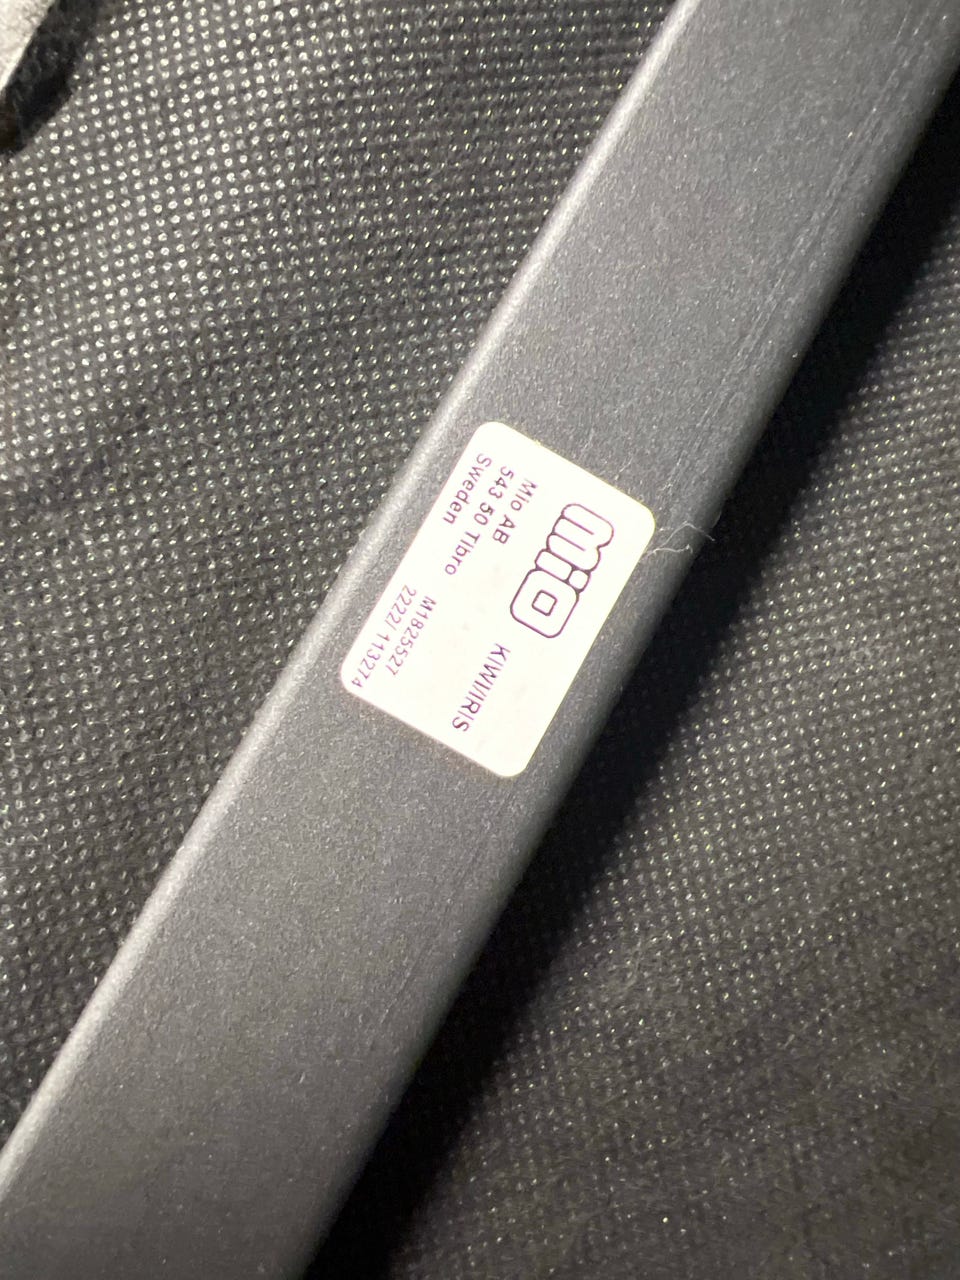 mio
KIWI/IRIS
Mio AB
543 50 Tibro
Sweden
M1825527
2222/ 113274